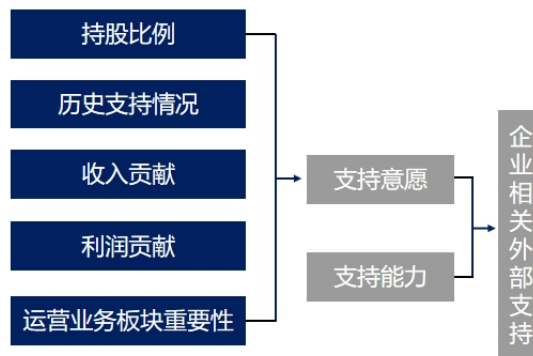 持股比例
历史支持情况
收入贡献
利润贡献
运营业务板块重要性
支持意愿
支持能力
企业相关外部支持